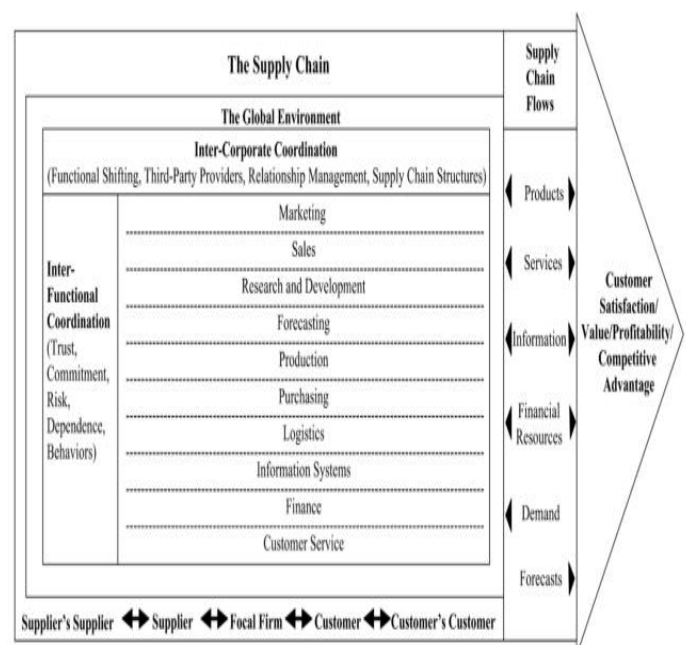 The Supply Chain
Supply
Chain
Flows
The Global Environment
Inter-Corporate Coordination
(Functional Shifting, Third-Party Providers, Relationship Management, Supply Chain Structures)
Inter-
Functional
Coordination
(Trust,
Commitment,
Risk,
Dependence,
Behaviors)
Marketing
Sales
Research and Development
Forecasting
Production
Purchasing
Logistics
Information Systems
Finance
Customer Service
Products
Services
Information
Financial
Resources
Demand
Forecasts
Customer
Satisfaction/
Value/Profitability/
Competitive
Advantage
Supplier's Supplier Supplier Focal Firm Customer Customer's Customer